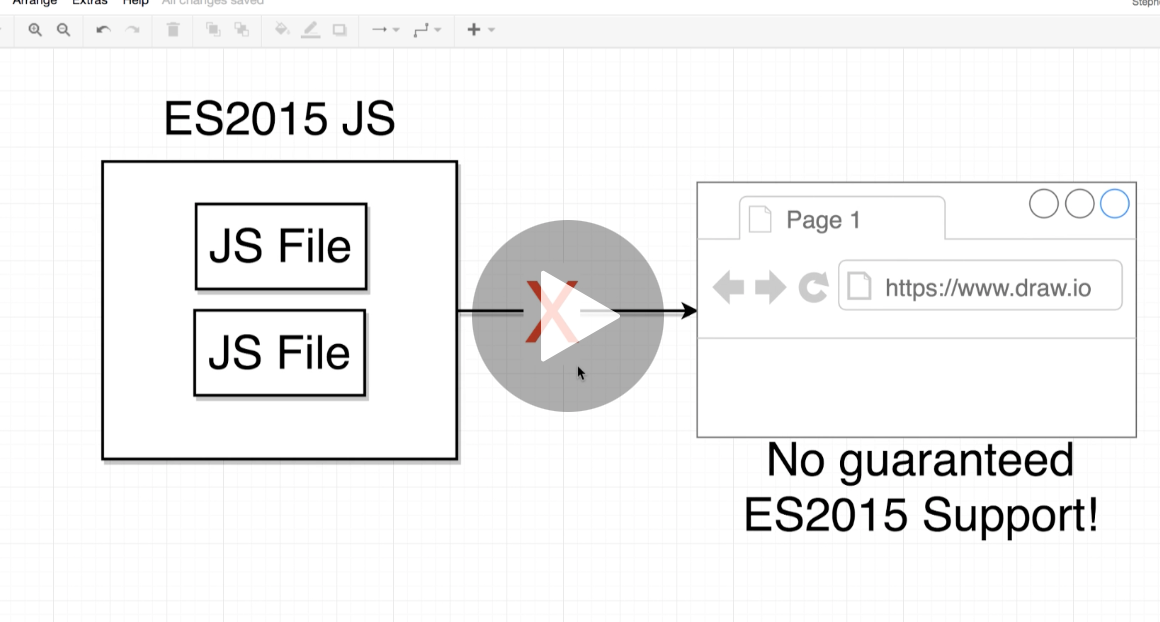 Arrange Extras Help All changes saved
ES2015 JS
JS File
JS File
X
Page 1
https://www.draw.io
No guaranteed
ES2015 Support!